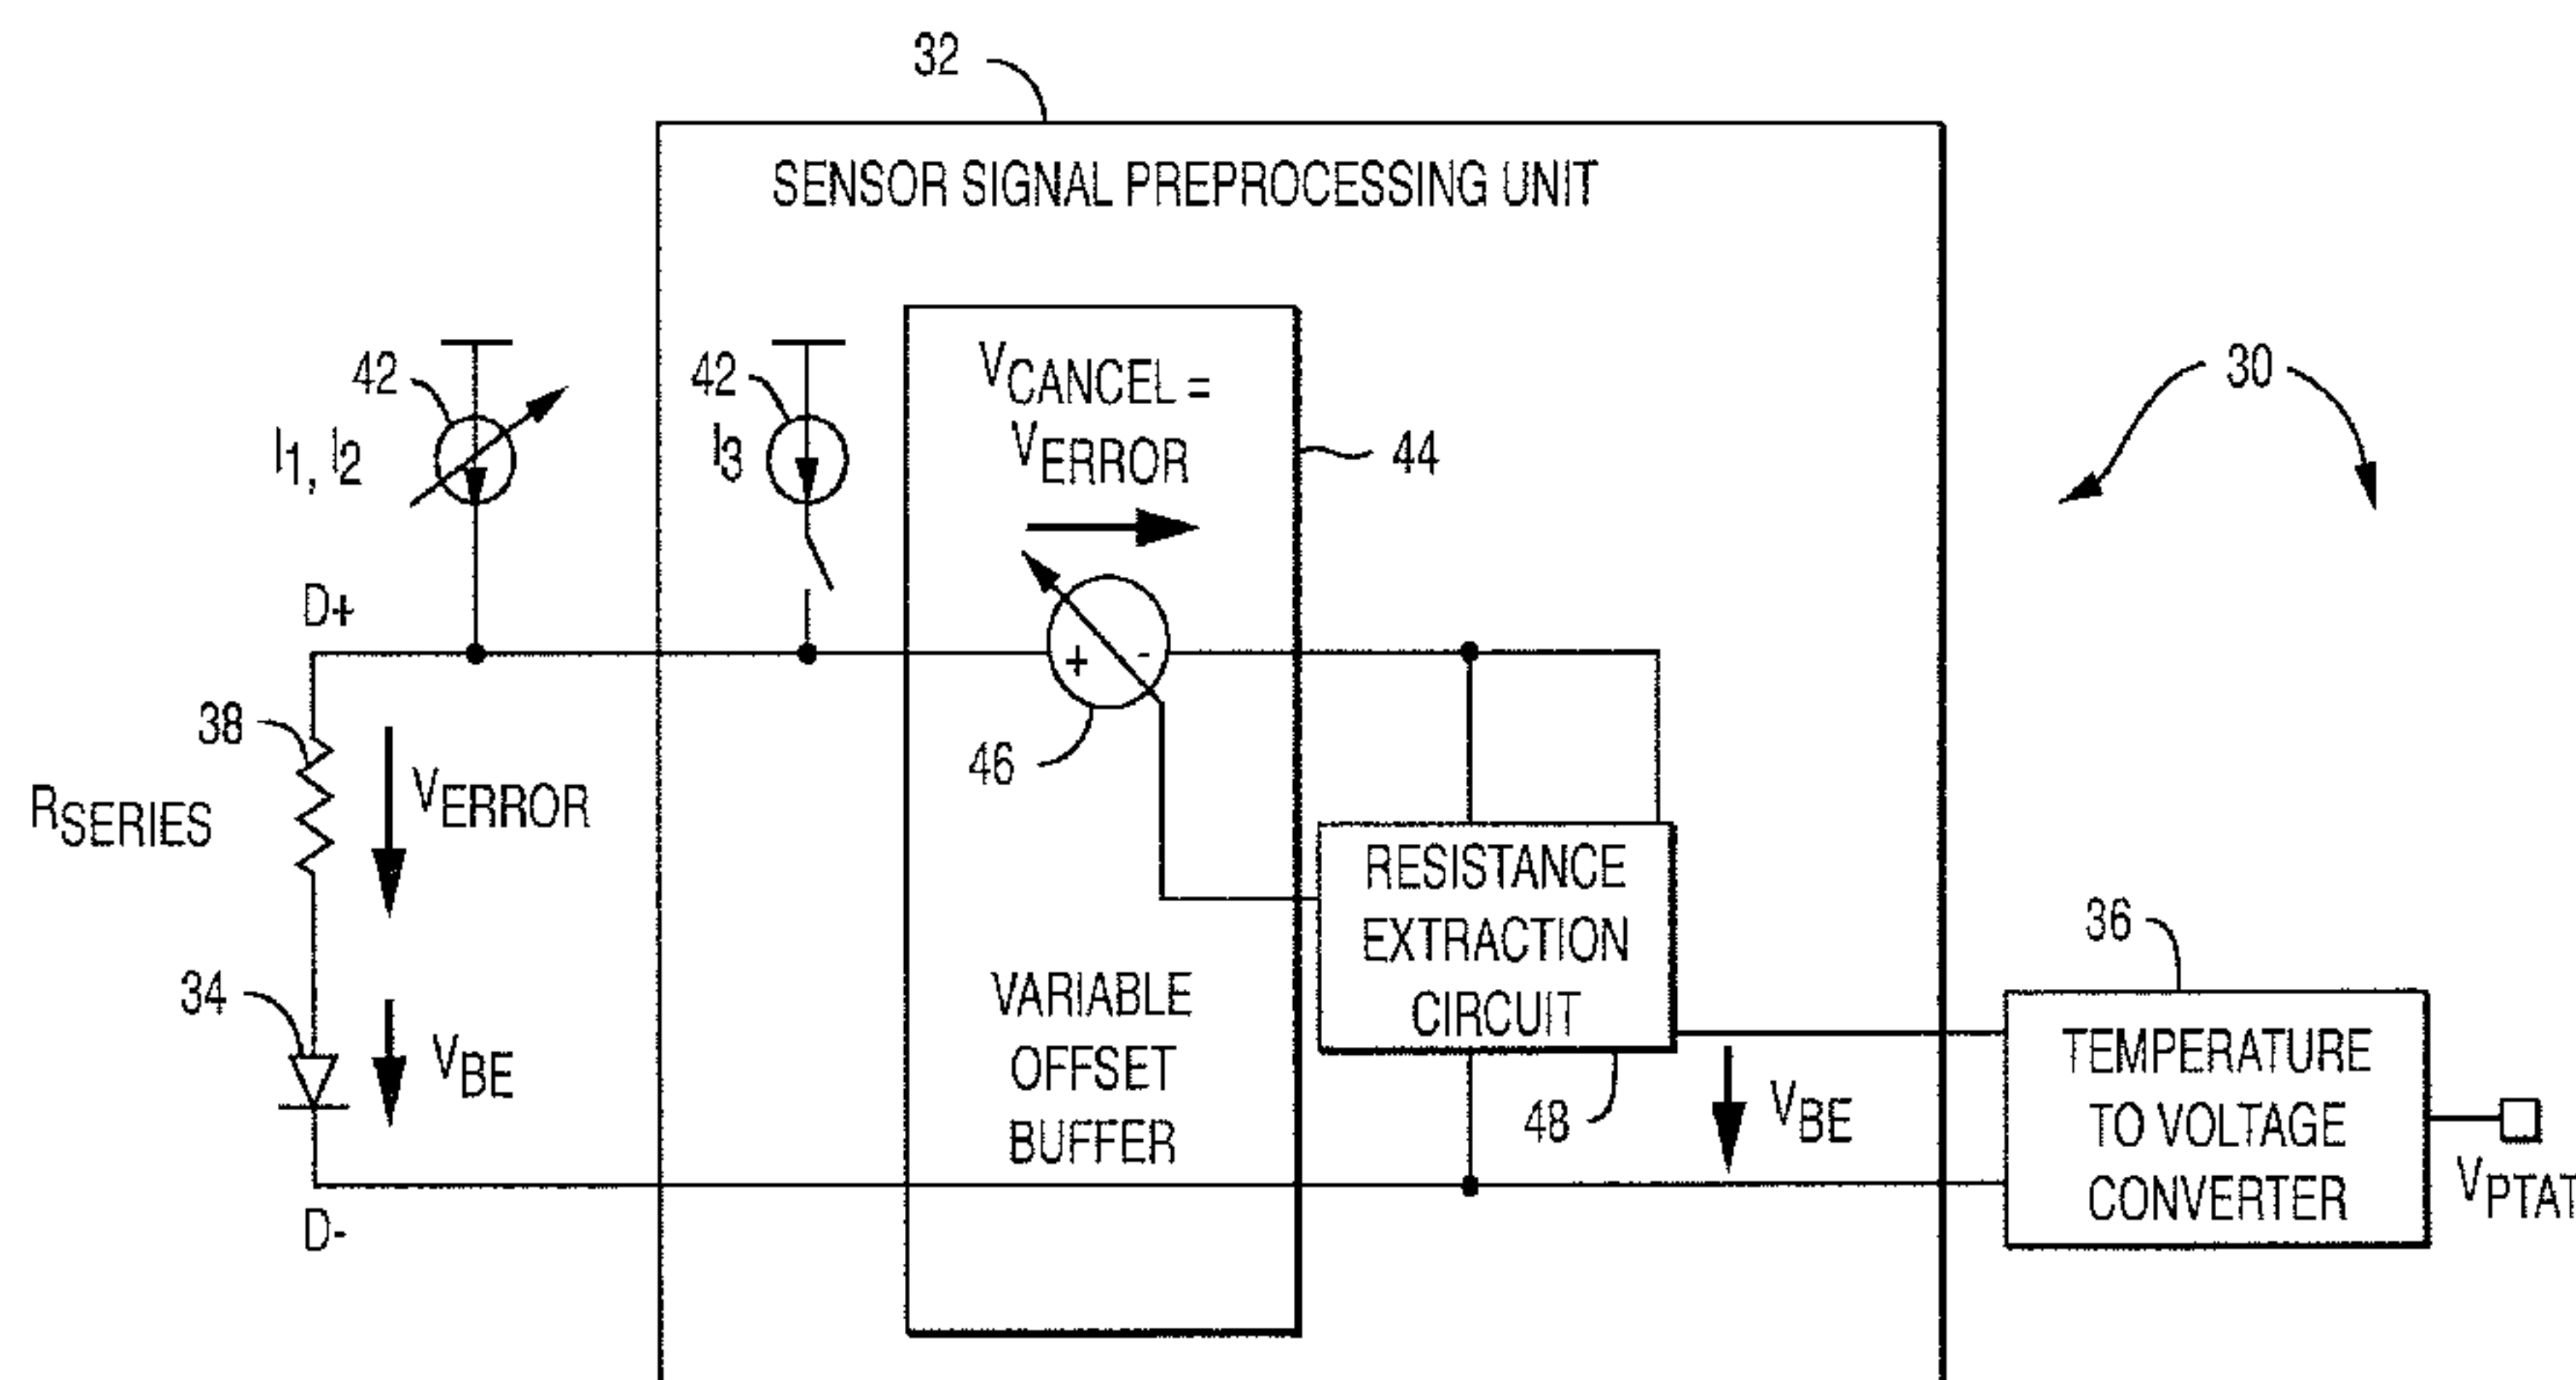 32
SENSOR SIGNAL PREPROCESSING UNIT
42
I1, I2
42
I3
VCANCEL =
VERROR
44
30
D+
+
-
46
38
RSERIES
VERROR
34
VBE
D-
VARIABLE
OFFSET
BUFFER
RESISTANCE
EXTRACTION
CIRCUIT
48
VBE
36
TEMPERATURE
TO VOLTAGE
CONVERTER
VPTAT